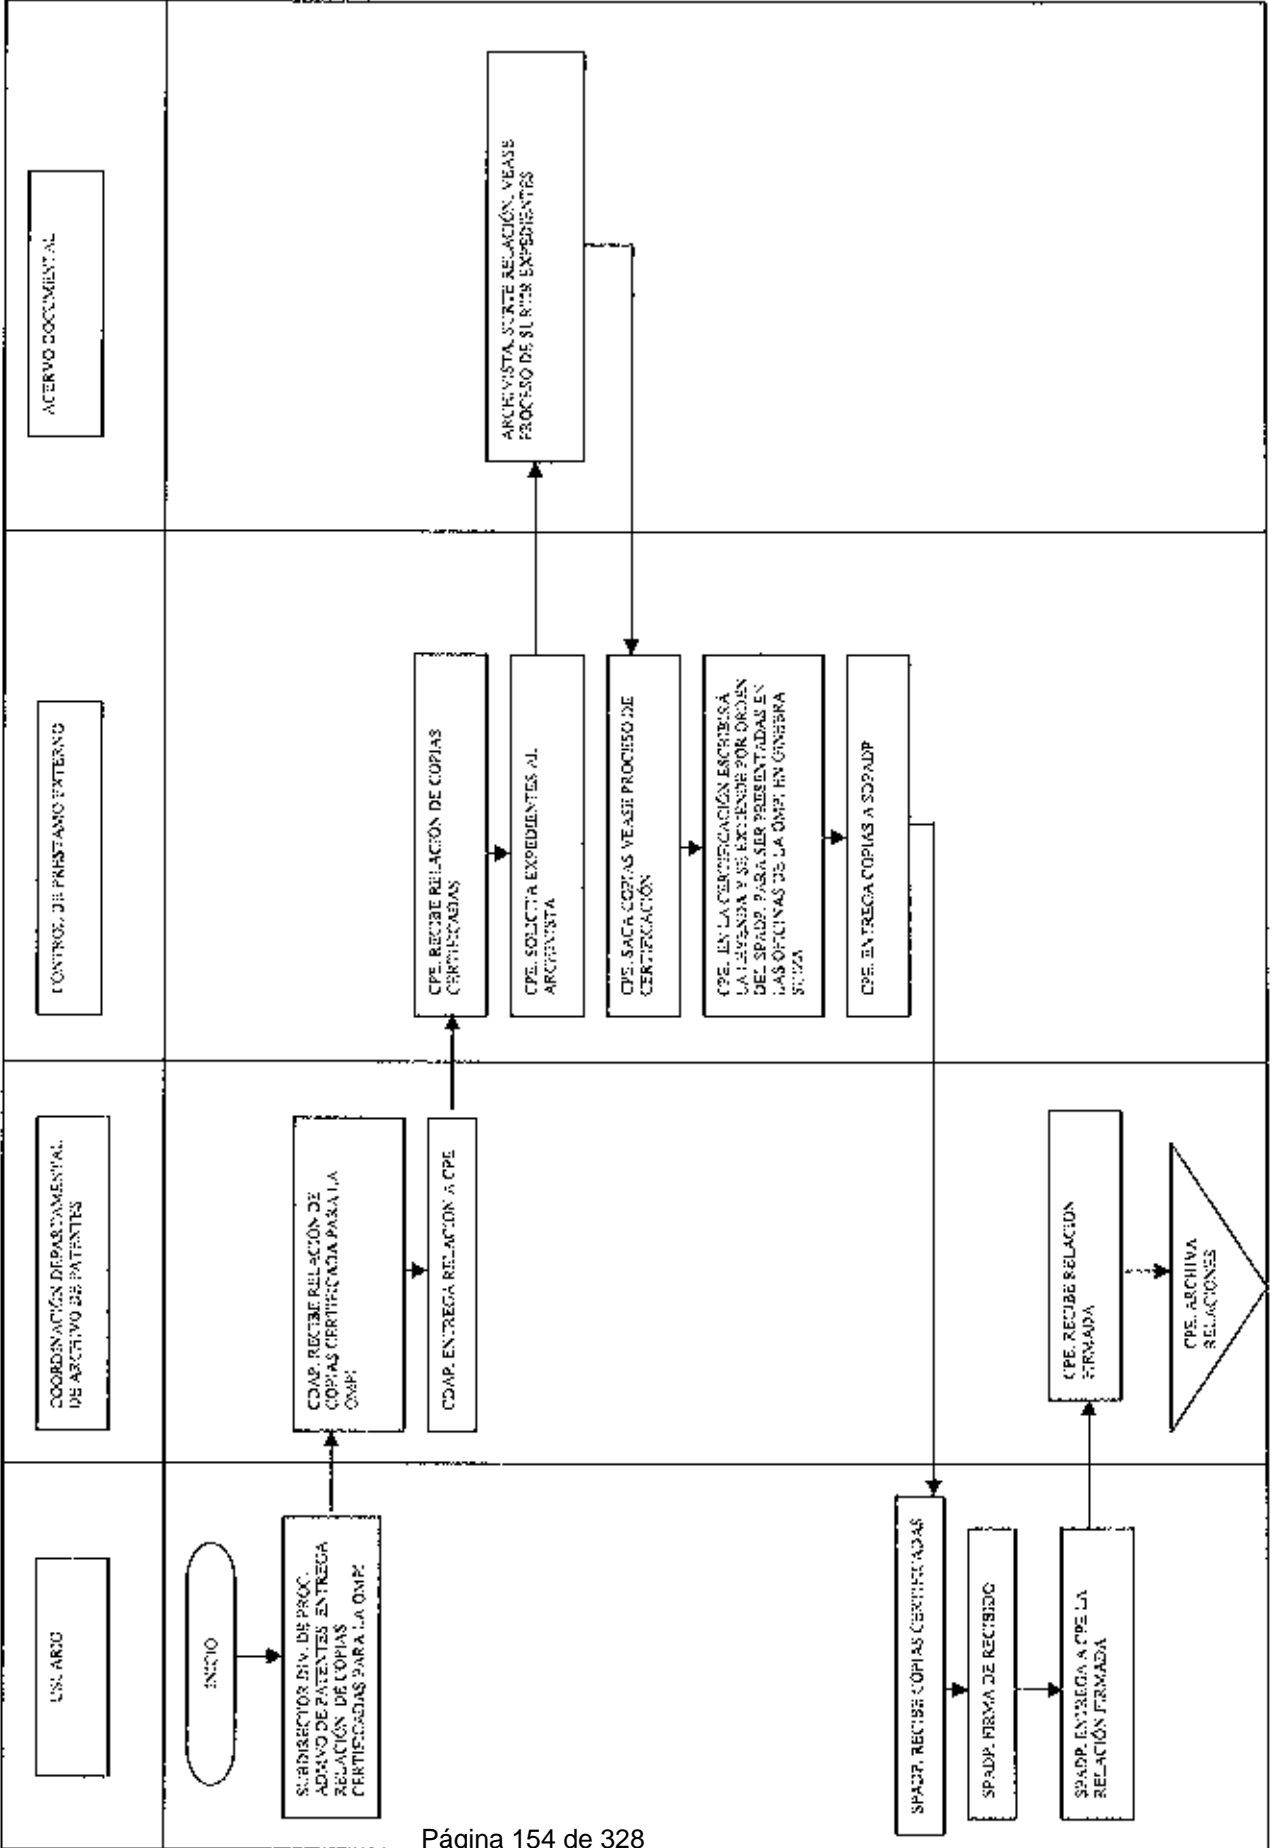 USUARIO
COORDINACIÓN DEPARTAMENTAL
DE ARCHIVO DE PATENTES
CONTROL DE PRESTAMO EXTERNO
ACERVO DOCUMENTAL
INICIO
SUBDIRECTOR DIV. DE PROC.
ADMVO DE PATENTES ENTREGA
RELACIÓN DE COPIAS
CERTIFICADAS PARA LA OMPI
CDAP. RECIBE RELACIÓN DE
COPIAS CERTIFICADA PARA LA
OMPI
CDAP. ENTREGA RELACION A CPE
CPE. RECIBE RELACIÓN DE COPIAS
CERTIFICADAS
CPE. SOLICITA EXPEDIENTES AL
ARCHIVISTA
ARCHIVISTA, SURTE RELACIÓN, VEASE
PROCESO DE SURTIR EXPEDIENTES
CPE. SACA COPIAS VEASE PROCESO DE
CERTIFICACIÓN
CPE. EN LA CERTIFICACIÓN ESCRIBIRÁ
LA LEYENDA Y SE EXTIENDE POR ORDEN
DEL SPADP. PARA SER PRESENTADAS EN
LAS OFICINAS DE LA OMPI EN GINEBRA
SUIZA
CPE. ENTREGA COPIAS A SDPADP
SPADP. RECIBE COPIAS CERTIFICADAS
SPADP. FIRMA DE RECIBIDO
SPADP. ENTREGA A CPE LA
RELACIÓN FIRMADA
CPE. RECIBE RELACION
FIRMADA
CPE. ARCHIVA
RELACIONES
Página 154 de 328